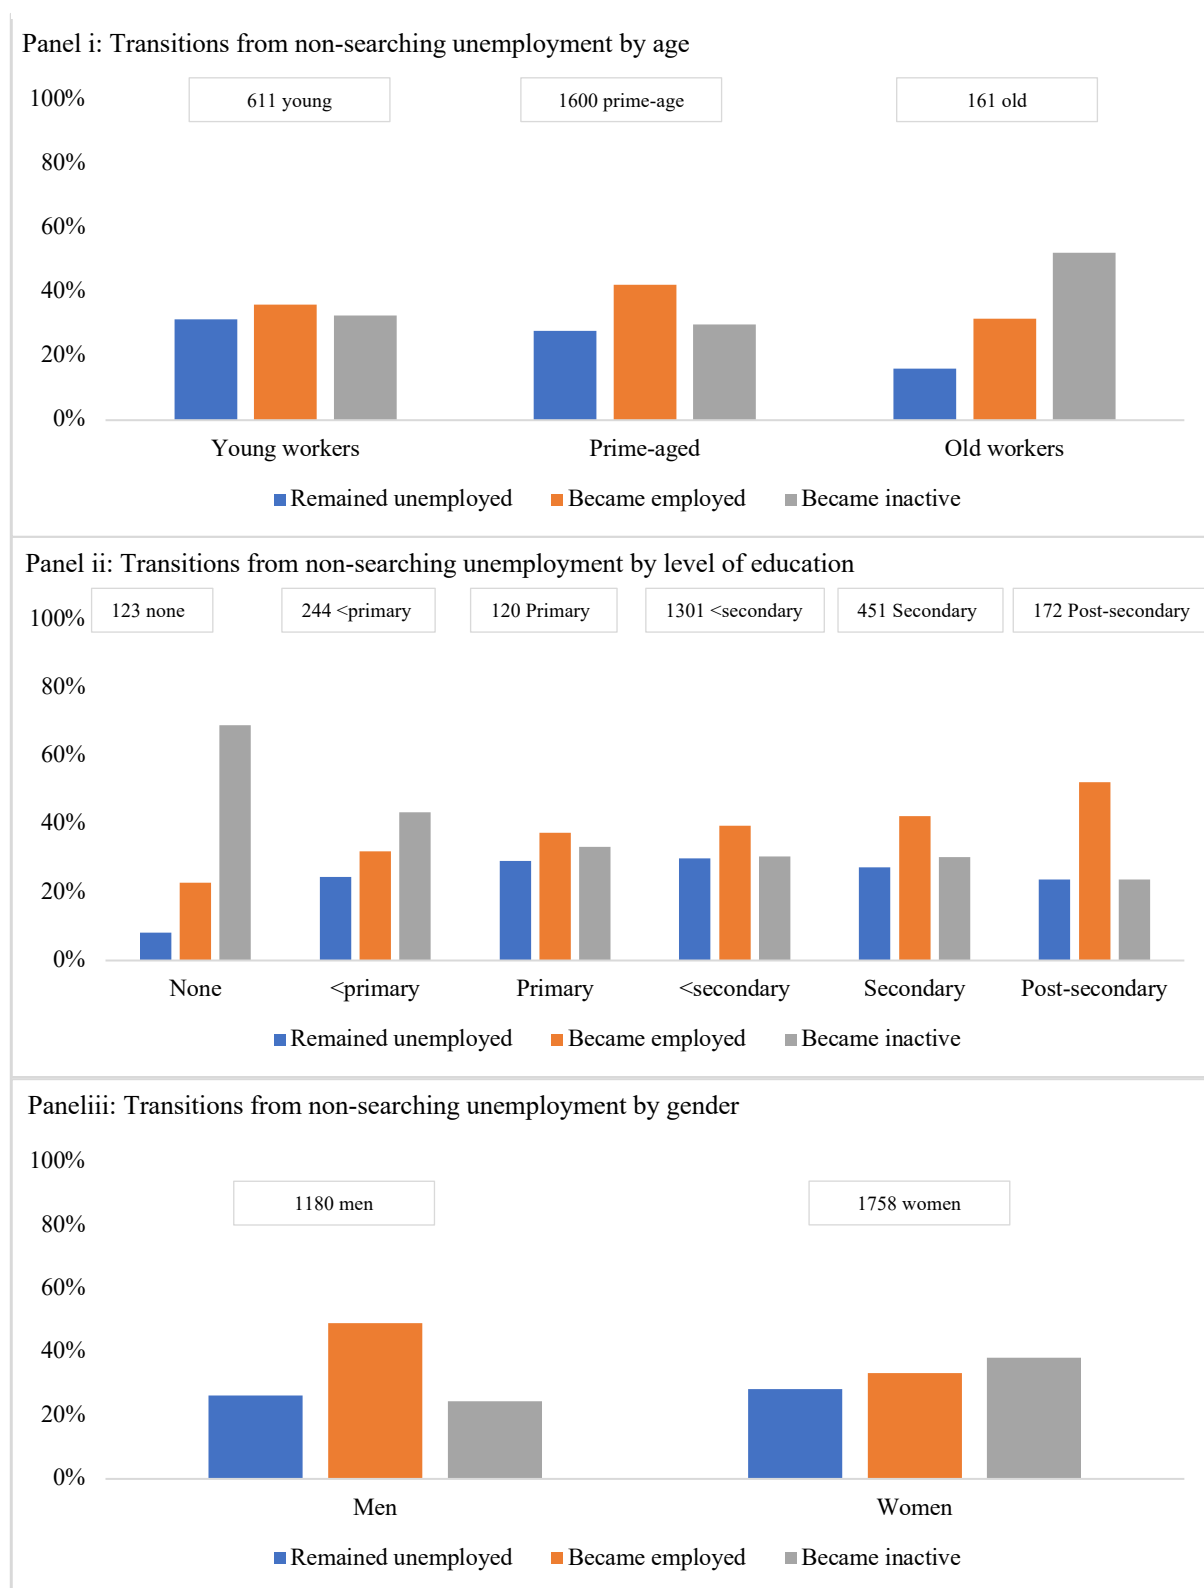 Panel i: Transitions from non-searching unemployment by age
611 young 1600 prime-age 161 old
100%
80%
60%
40%
20%
0%
Young workers Prime-aged Old workers
Remained unemployed Became employed Became inactive
Panel ii: Transitions from non-searching unemployment by level of education
123 none 244 <primary 120 Primary 1301 <secondary 451 Secondary 172 Post-secondary
100%
80%
60%
40%
20%
0%
None <primary Primary <secondary Secondary Post-secondary
Remained unemployed Became employed Became inactive
Paneliii: Transitions from non-searching unemployment by gender
100%
1180 men 1758 women
80%
60%
40%
20%
0%
Men Women
Remained unemployed Became employed Became inactive